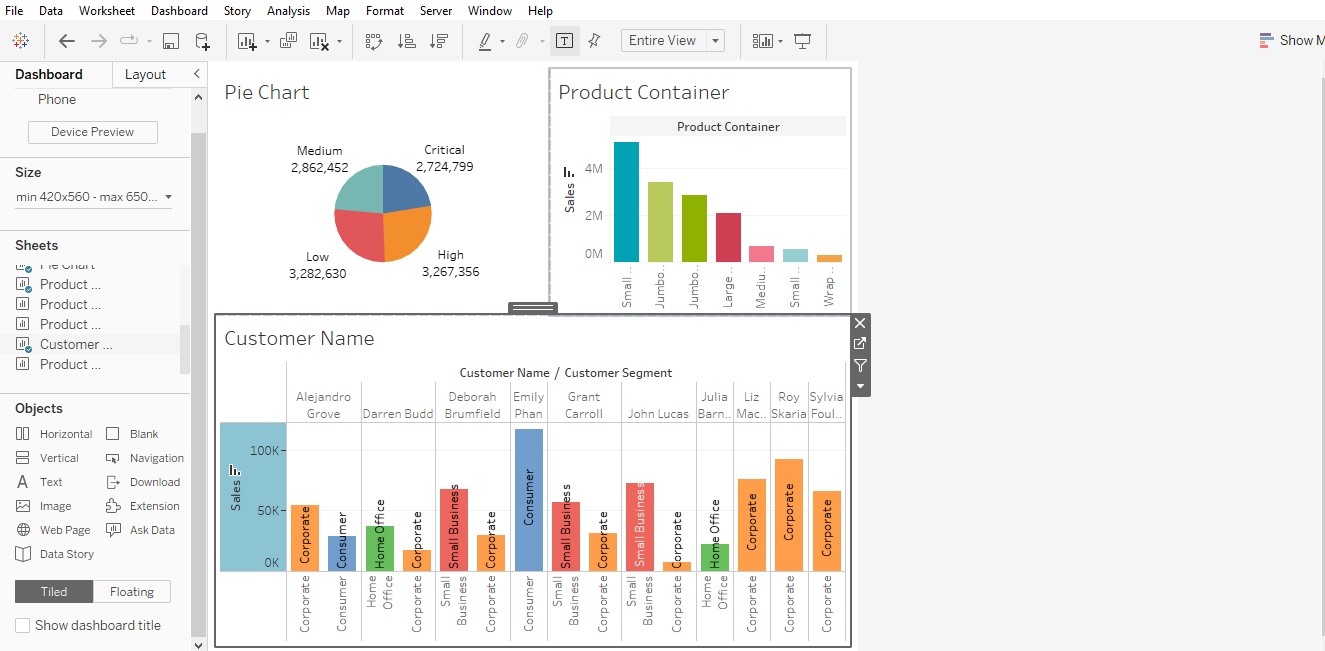 File Data Worksheet Dashboard Story Analysis Map Format Server Window Help
Entire View
Show M
Dashboard Layout
Phone
Device Preview
Size
min 420x560 - max 650...
Sheets
Pie Chart
Product ...
Product ...
Product ...
Customer ...
Product ...
Objects
Horizontal Blank
Vertical Navigation
Text Download
Image Extension
Web Page Ask Data
Data Story
Tiled Floating
Show dashboard title
Pie Chart
Medium
2,862,452
Critical
2,724,799
Low
3,282,630
High
3,267,356
Product Container
Product Container
Sales
4M
2M
0M
Small ..
Jumbo..
Jumbo..
Large ..
Mediu..
Small ..
Wrap ..
Customer Name
Customer Name / Customer Segment
Alejandro
Grove
Darren Budd
Deborah
Brumfield
Emily
Phan
Grant
Carroll
John Lucas
Julia
Barn..
Liz
Mac..
Roy
Skaria
Sylvia
Foul..
Sales
100K
50K
0K
Corporate
Consumer
Home Office
Corporate
Small Business
Corporate
Consumer
Small Business
Corporate
Small Business
Corporate
Home Office
Corporate
Corporate
Corporate
Corporate
Consumer
Home
Office
Corporate
Small
Business
Corporate
Consumer
Small
Business
Corporate
Small
Business
Corporate
Home
Office
Corporate
Corporate
Corporate